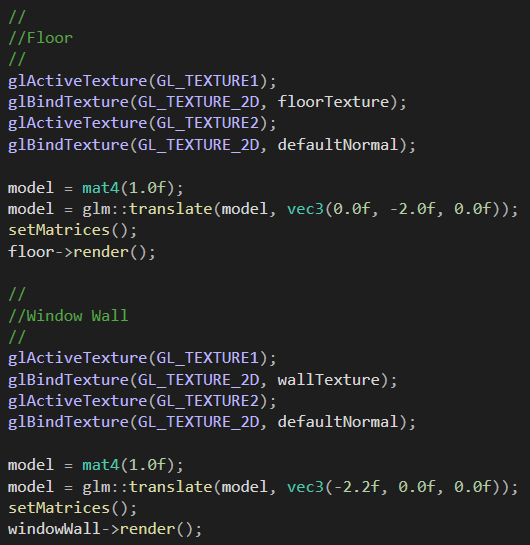 //
//Floor
//
glActiveTexture(GL_TEXTURE1);
glBindTexture(GL_TEXTURE_2D, floorTexture);
glActiveTexture(GL_TEXTURE2);
glBindTexture(GL_TEXTURE_2D, defaultNormal);

model = mat4(1.0f);
model = glm::translate(model, vec3(0.0f, -2.0f, 0.0f));
setMatrices();
floor->render();

//
//Window Wall
//
glActiveTexture(GL_TEXTURE1);
glBindTexture(GL_TEXTURE_2D, wallTexture);
glActiveTexture(GL_TEXTURE2);
glBindTexture(GL_TEXTURE_2D, defaultNormal);

model = mat4(1.0f);
model = glm::translate(model, vec3(-2.2f, 0.0f, 0.0f));
setMatrices();
windowWall->render();